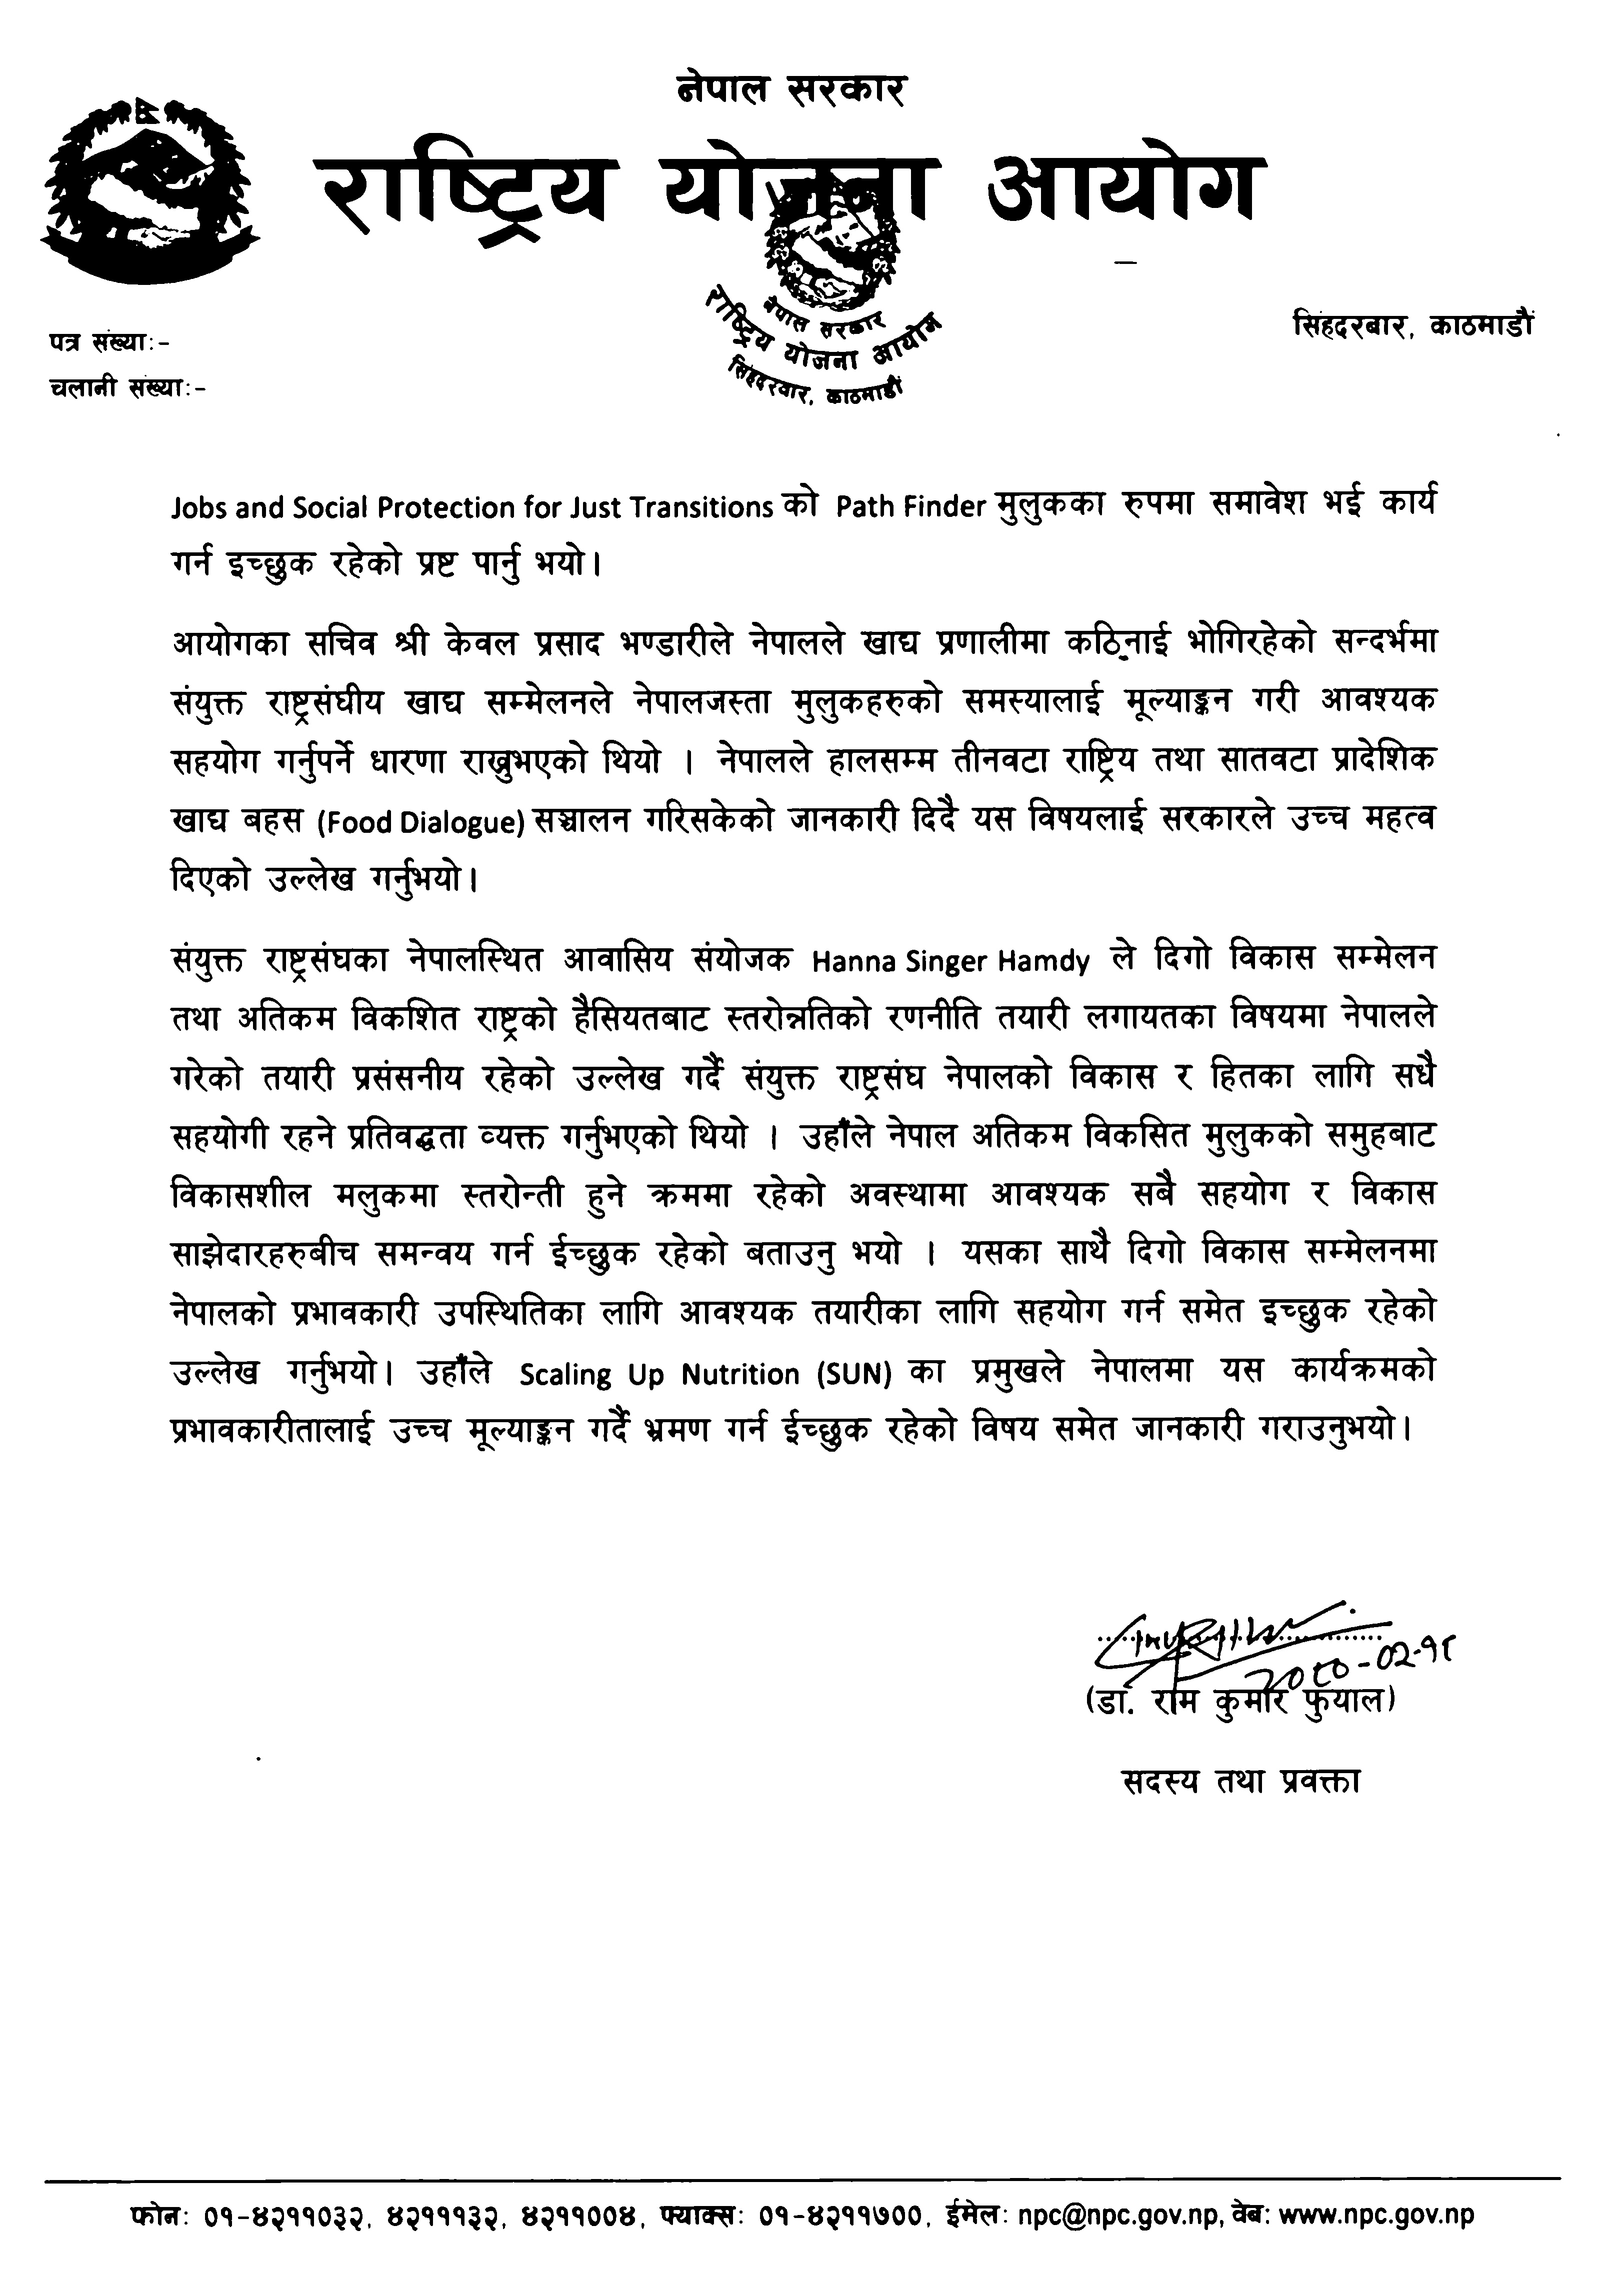 नेपाल सरकार
राष्ट्रिय योजना आयोग
नेपाल सरकार
राष्ट्रिय योजना आयोग
सिंहदरवार, काठमाडौं
सिंहदरबार, काठमाडौं
पत्र संख्याः-
चलानी संख्याः-
Jobs and Social Protection for Just Transitions को Path Finder मुलुकका रुपमा समावेश भई कार्य
गर्न इच्छुक रहेको प्रष्ट पार्नु भयो।
आयोगका सचिव श्री केवल प्रसाद भण्डारीले नेपालले खाद्य प्रणालीमा कठिनाई भोगिरहेको सन्दर्भमा
संयुक्त राष्ट्रसंघीय खाद्य सम्मेलनले नेपालजस्ता मुलुकहरुको समस्यालाई मूल्याङ्कन गरी आवश्यक
सहयोग गर्नुपर्ने धारणा राख्नुभएको थियो । नेपालले हालसम्म तीनवटा राष्ट्रिय तथा सातवटा प्रादेशिक
खाद्य बहस (Food Dialogue) सञ्चालन गरिसकेको जानकारी दिदै यस विषयलाई सरकारले उच्च महत्व
दिएको उल्लेख गर्नुभयो।
संयुक्त राष्ट्रसंघका नेपालस्थित आवासिय संयोजक Hanna Singer Hamdy ले दिगो विकास सम्मेलन
तथा अतिकम विकशित राष्ट्रको हैसियतबाट स्तरोन्नतिको रणनीति तयारी लगायतका विषयमा नेपालले
गरेको तयारी प्रसंसनीय रहेको उल्लेख गर्दै संयुक्त राष्ट्रसंघ नेपालको विकास र हितका लागि सधै
सहयोगी रहने प्रतिवद्धता व्यक्त गर्नुभएको थियो । उहाँले नेपाल अतिकम विकसित मुलुकको समुहबाट
विकासशील मलुकमा स्तरोन्ती हुने क्रममा रहेको अवस्थामा आवश्यक सबै सहयोग र विकास
साझेदारहरुबीच समन्वय गर्न ईच्छुक रहेको बताउनु भयो । यसका साथै दिगो विकास सम्मेलनमा
नेपालको प्रभावकारी उपस्थितिका लागि आवश्यक तयारीका लागि सहयोग गर्न समेत इच्छुक रहेको
उल्लेख गर्नुभयो। उहाँले Scaling Up Nutrition (SUN) का प्रमुखले नेपालमा यस कार्यक्रमको
प्रभावकारीतालाई उच्च मूल्याङ्कन गर्दै भ्रमण गर्न ईच्छुक रहेको विषय समेत जानकारी गराउनुभयो।
२०८०-०२-१८
(डा. राम कुमार फुयाल)
सदस्य तथा प्रवक्ता
फोनः ०१-४२११०३२, ४२१११३२, ४२११००४, फ्याक्सः ०१-४२११७००, ईमेलः npc@npc.gov.np, वेबः www.npc.gov.np